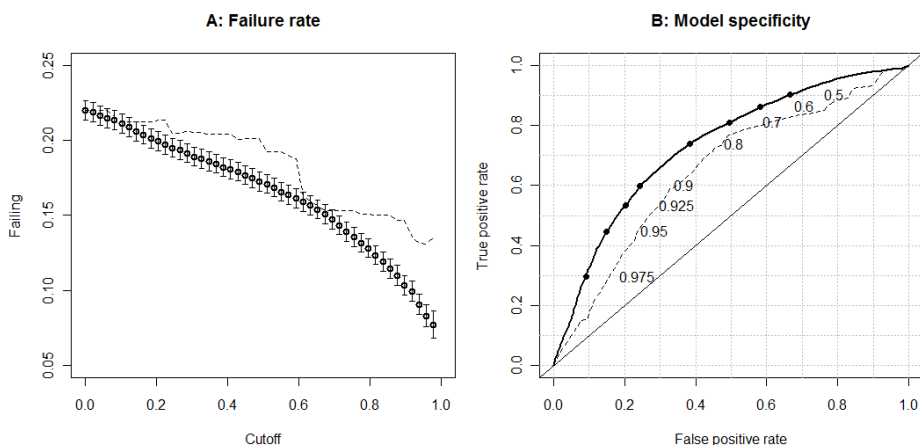 A: Failure rate
Failing
0.25
0.20
0.15
0.10
0.05
0.0 0.2 0.4 0.6 0.8 1.0
Cutoff
B: Model specificity
True positive rate
1.0
0.8
0.6
0.4
0.2
0.0
0.5
0.6
0.7
0.8
0.9
0.925
0.95
0.975
0.0 0.2 0.4 0.6 0.8 1.0
False positive rate